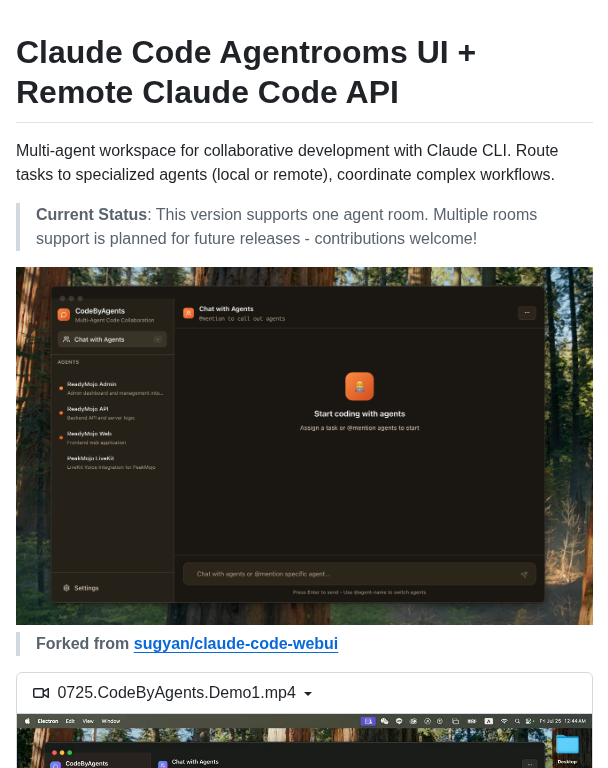 Claude Code Agentrooms UI +
Remote Claude Code API
Multi-agent workspace for collaborative development with Claude CLI. Route
tasks to specialized agents (local or remote), coordinate complex workflows.
Current Status: This version supports one agent room. Multiple rooms
support is planned for future releases - contributions welcome!
CodeByAgents
Multi-Agent Code Collaboration
Chat with Agents
AGENTS
ReadyMojo Admin
Admin dashboard and management inte...
ReadyMojo API
Backend API and server logic
ReadyMojo Web
Frontend web application
PeakMojo LiveKit
LiveKit Voice integration for PeakMojo
Settings
Chat with Agents
@mention to call out agents
Start coding with agents
Assign a task or @mention agents to start
Chat with agents or @mention specific agent...
Press Enter to send · Use @agent-name to switch agents
Forked from sugyan/claude-code-webui
0725.CodeByAgents.Demo1.mp4
Electron Edit View Window
Fri Jul 25 12:44 AM
CodeByAgents
Chat with Agents
Desktop